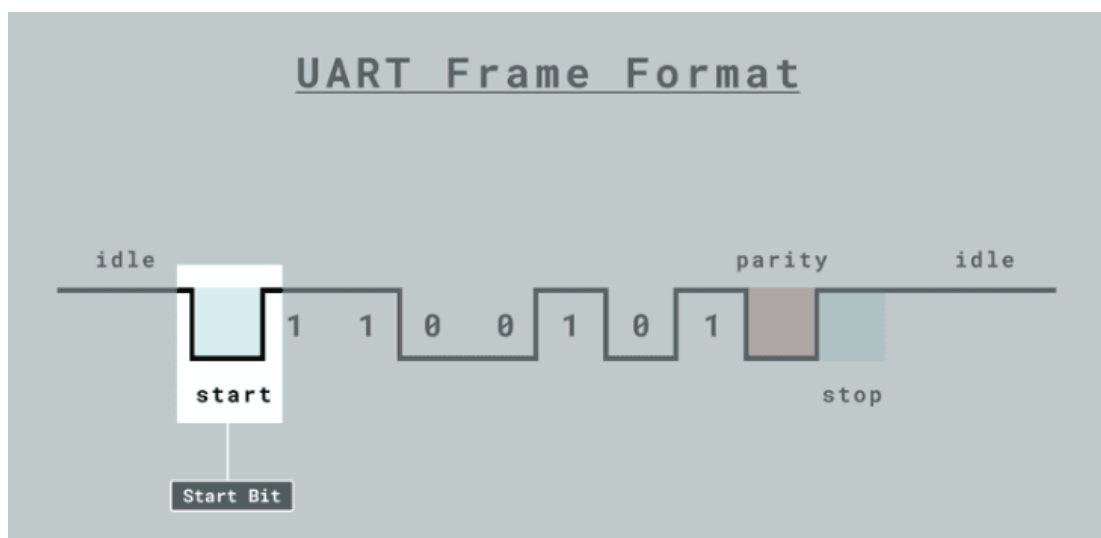 UART Frame Format
idle parity idle
1 1 0 0 1 0 1
start stop
Start Bit